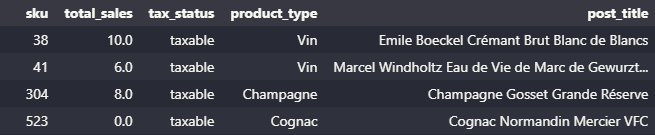 sku total_sales tax_status product_type post_title
38 10.0 taxable Vin Emile Boeckel Crémant Brut Blanc de Blancs
41 6.0 taxable Vin Marcel Windholtz Eau de Vie de Marc de Gewurzt...
304 8.0 taxable Champagne Champagne Gosset Grande Réserve
523 0.0 taxable Cognac Cognac Normandin Mercier VFC